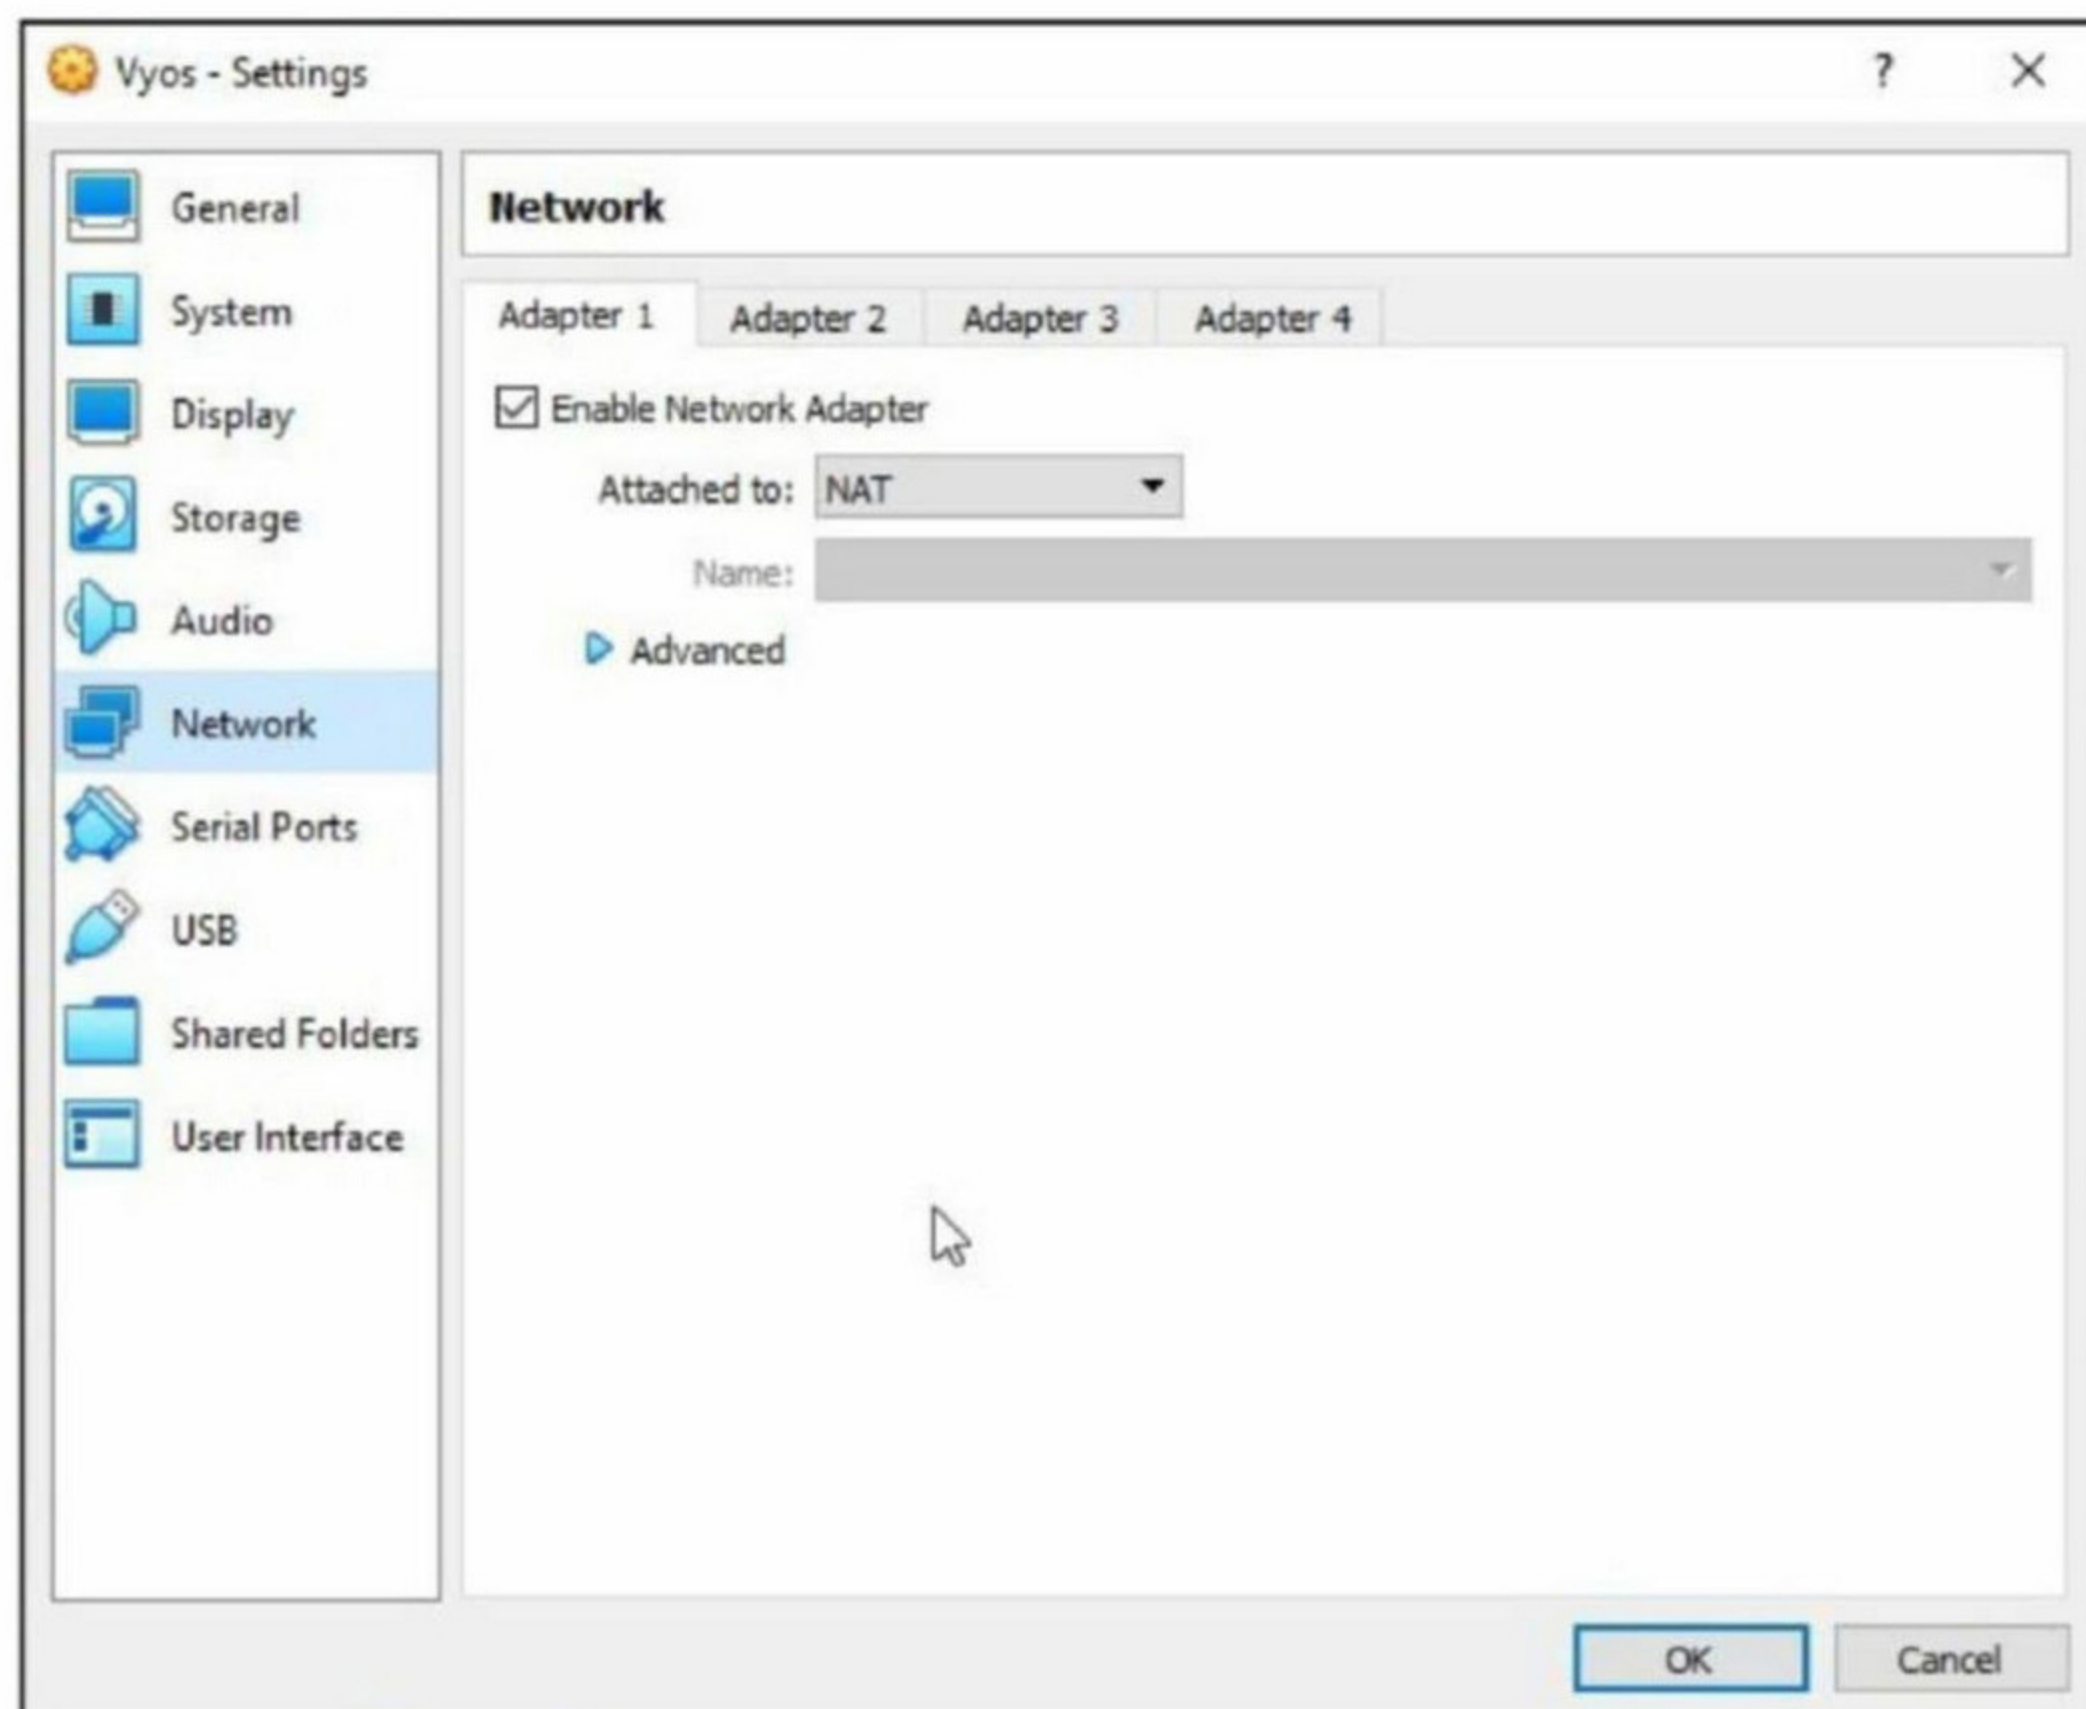 Vyos - Settings
?
General
System
Display
Storage
Audio
Network
Serial Ports
USB
Shared Folders
User Interface
Network
Adapter 1
Adapter 2
Adapter 3
Adapter 4
Enable Network Adapter
Attached to: NAT
Name:
Advanced
OK
Cancel